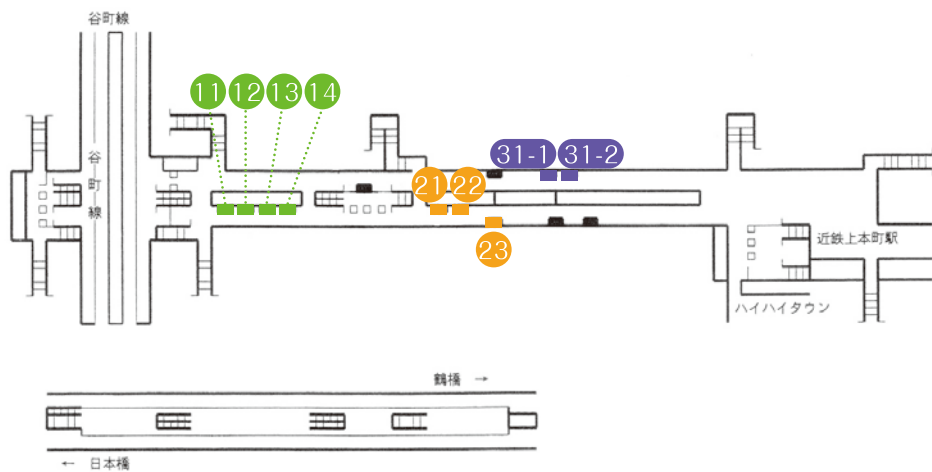 谷町線
11
12
13
14
31-1
31-2
谷町線
21
22
23
近鉄上本町駅
ハイハイタウン
鶴橋 →
← 日本橋